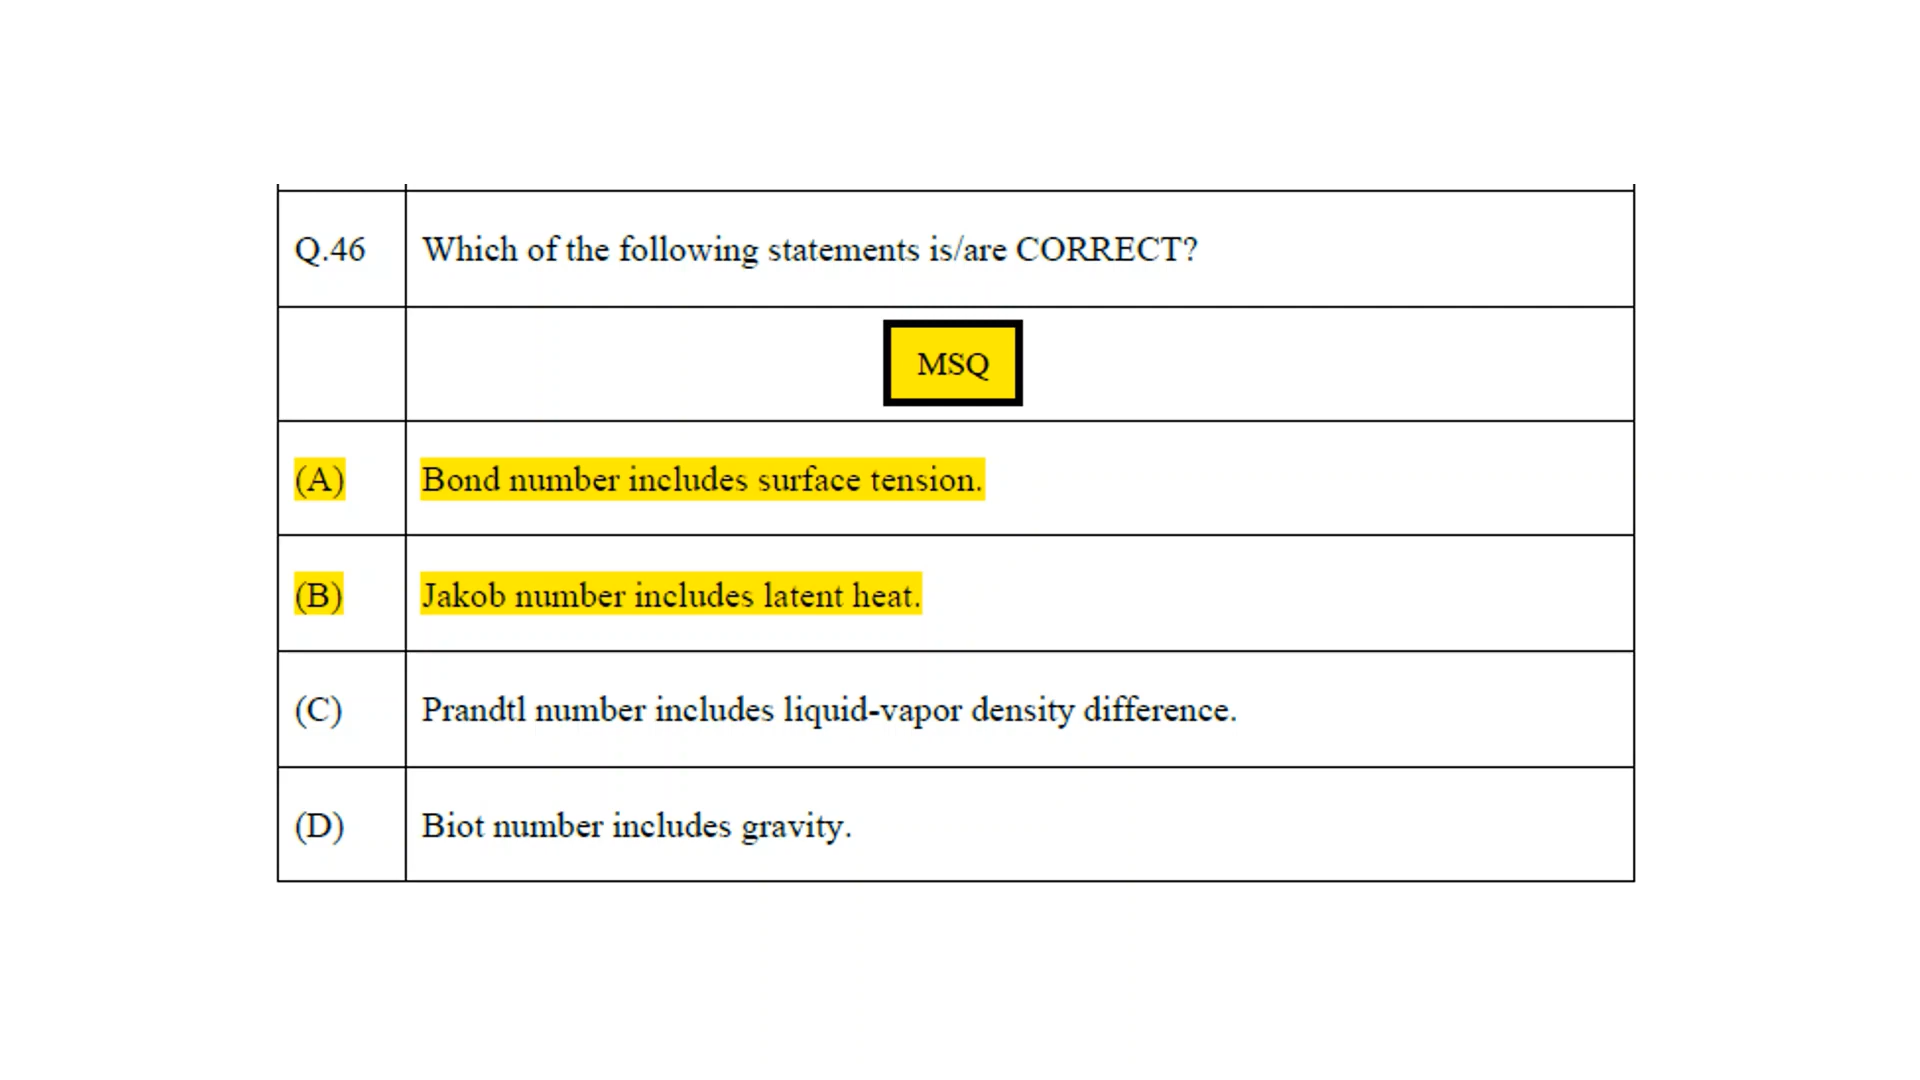 Q.46 Which of the following statements is/are CORRECT?
MSQ
(A) Bond number includes surface tension.
(B) Jakob number includes latent heat.
(C) Prandtl number includes liquid-vapor density difference.
(D) Biot number includes gravity.